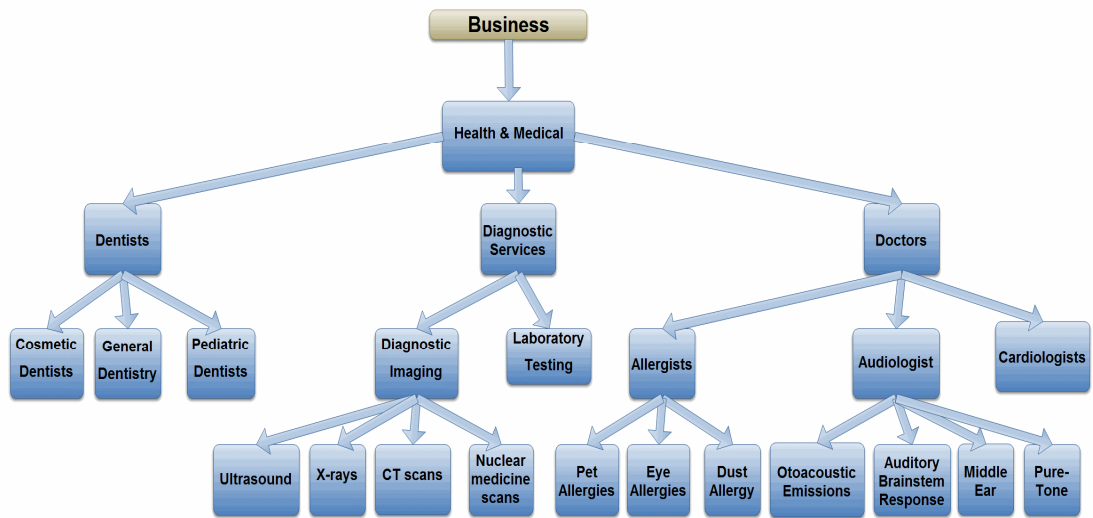 Business
Health & Medical
Dentists
Diagnostic
Services
Doctors
Cosmetic
Dentists
General
Dentistry
Pediatric
Dentists
Diagnostic
Imaging
Laboratory
Testing
Allergists
Audiologist
Cardiologists
Ultrasound
X-rays
CT scans
Nuclear
medicine
scans
Pet
Allergies
Eye
Allergies
Dust
Allergy
Otoacoustic
Emissions
Auditory
Brainstem
Response
Middle
Ear
Pure-
Tone